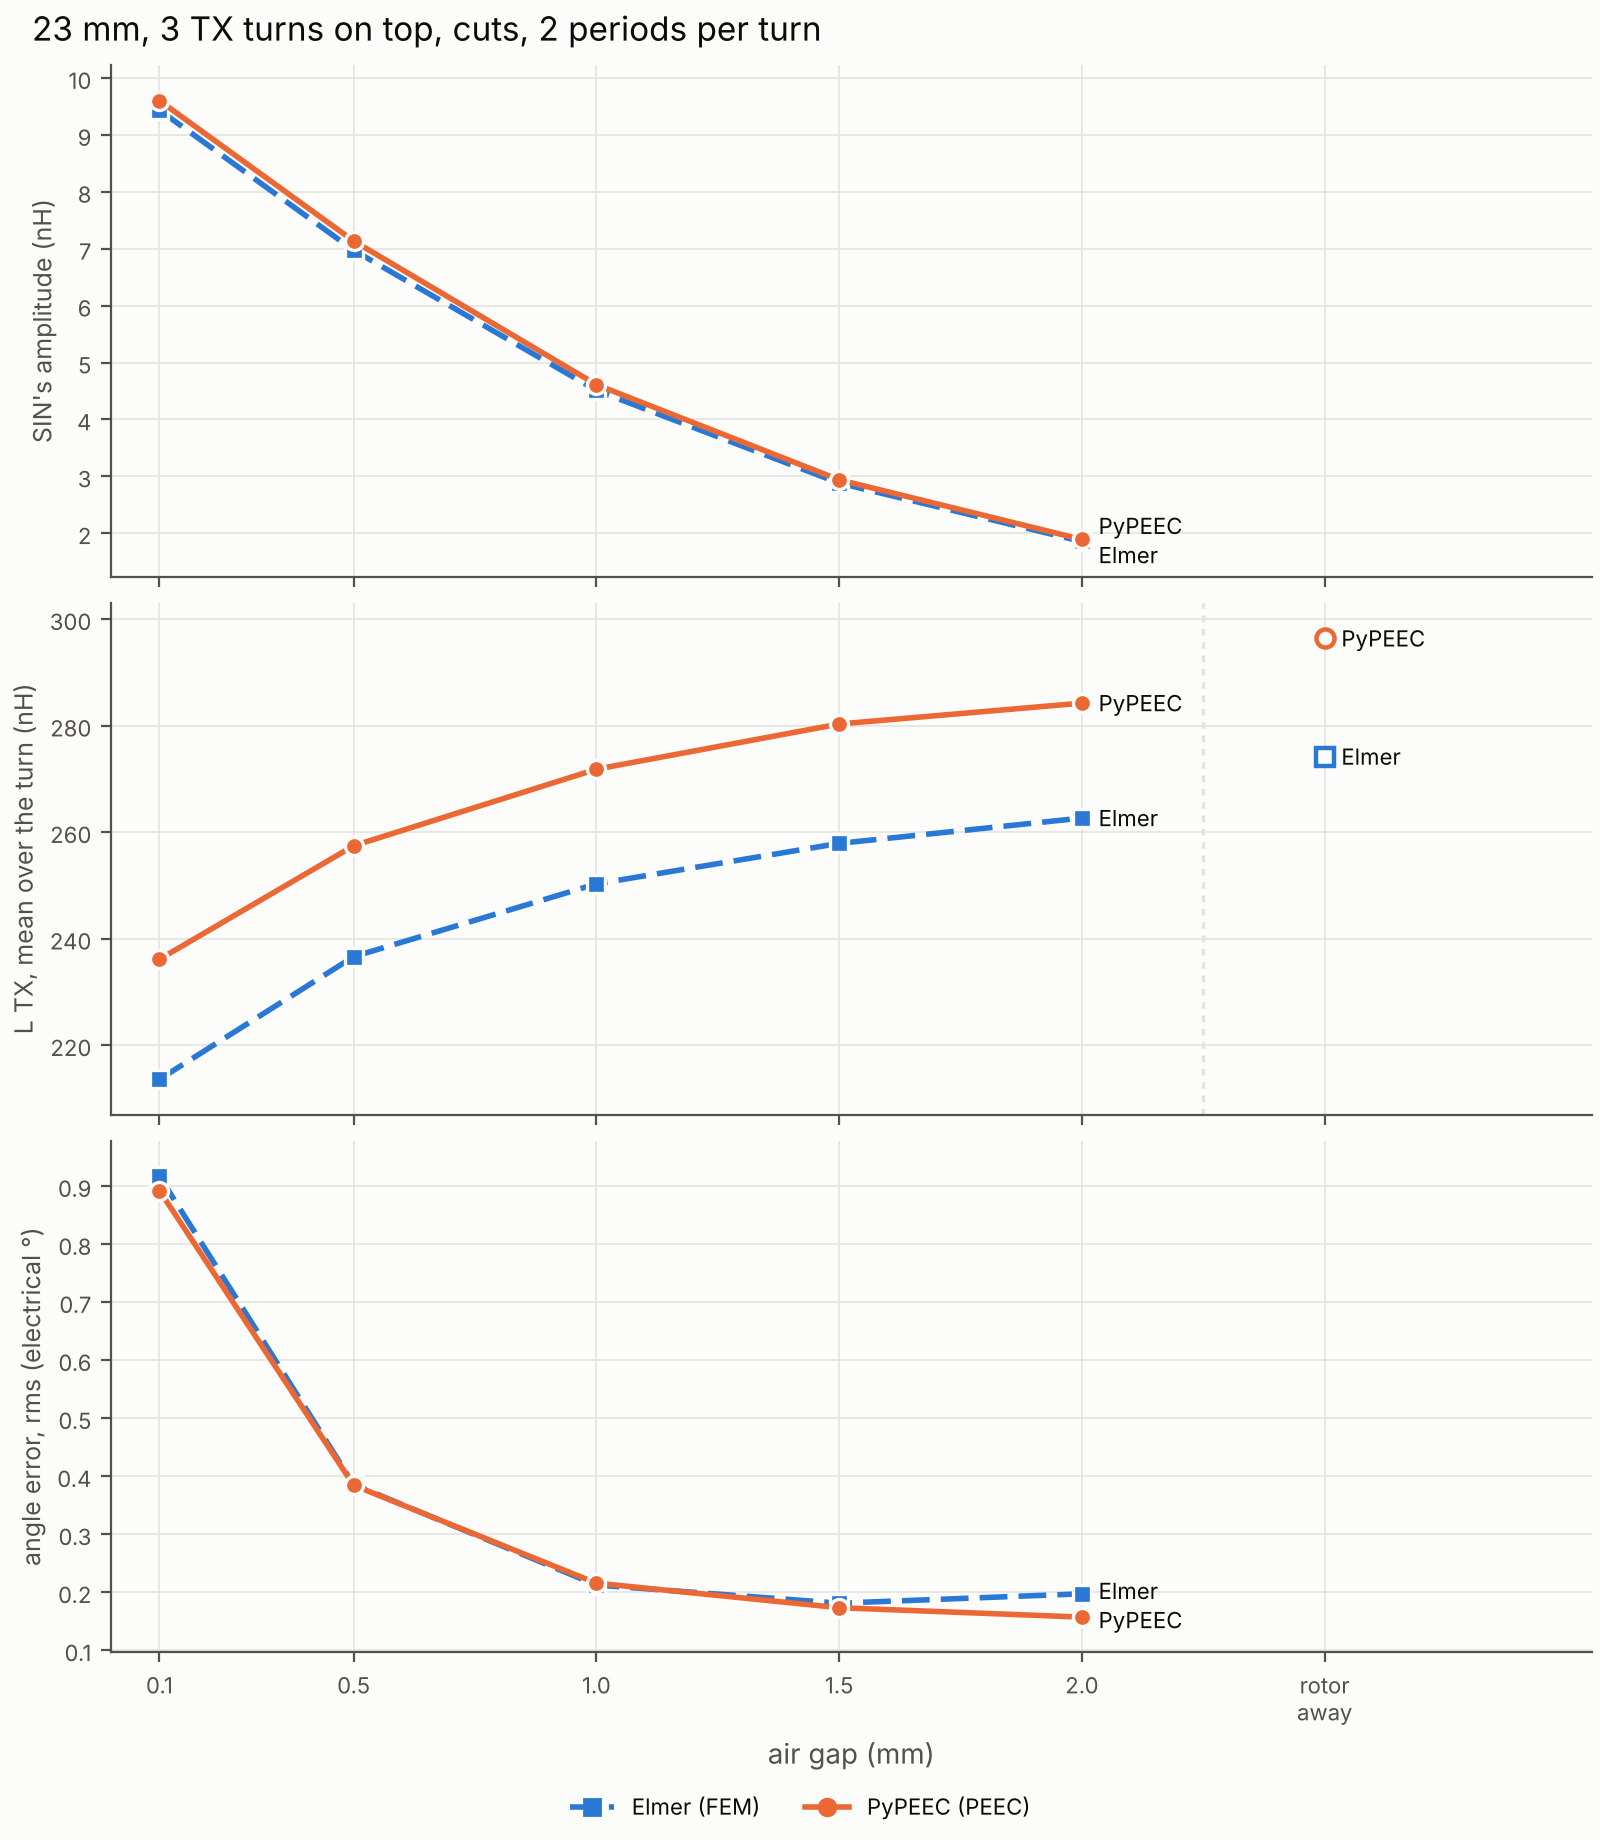 23 mm, 3 TX turns on top, cuts, 2 periods per turn
SIN's amplitude (nH)
10
9
8
7
6
5
4
3
2
PyPEEC
Elmer
L TX, mean over the turn (nH)
300
280
260
240
220
PyPEEC
PyPEEC
Elmer
Elmer
angle error, rms (electrical °)
0.9
0.8
0.7
0.6
0.5
0.4
0.3
0.2
0.1
Elmer
PyPEEC
0.1 0.5 1.0 1.5 2.0 rotor
away
air gap (mm)
Elmer (FEM) PyPEEC (PEEC)